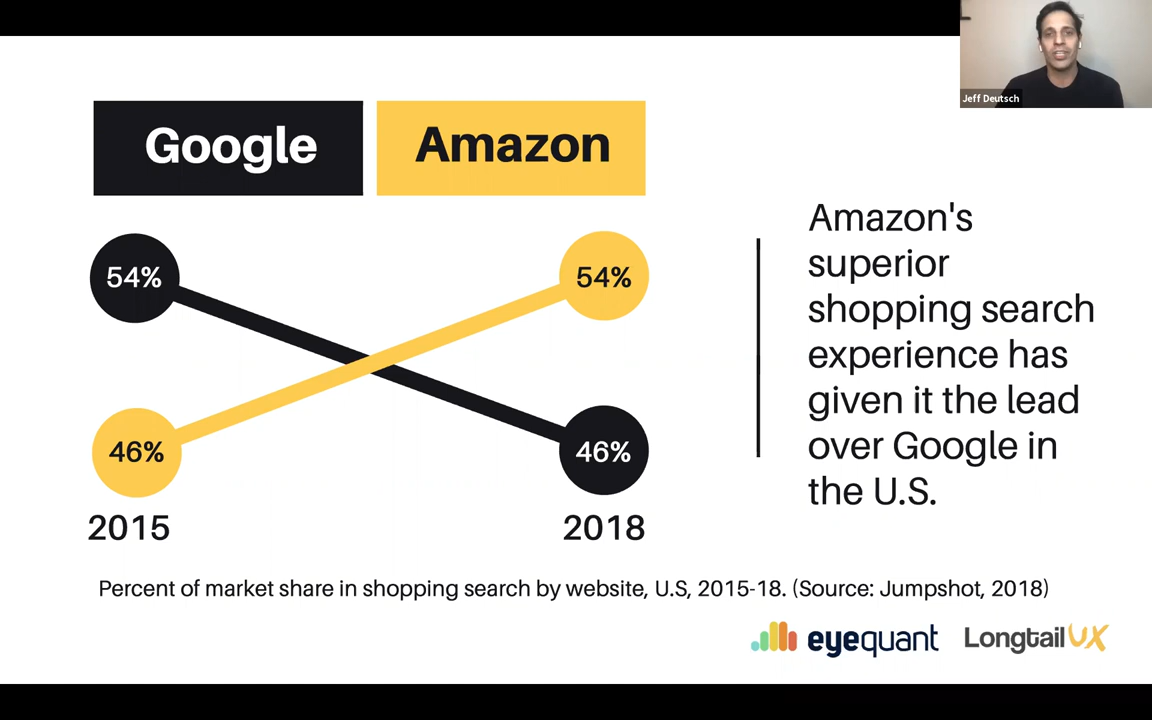 Jeff Deutsch
Google
Amazon
54%
54%
46%
46%
2015
2018
Amazon's
superior
shopping search
experience has
given it the lead
over Google in
the U.S.
Percent of market share in shopping search by website, U.S, 2015-18. (Source: Jumpshot, 2018)
eyequant
LongtailUX